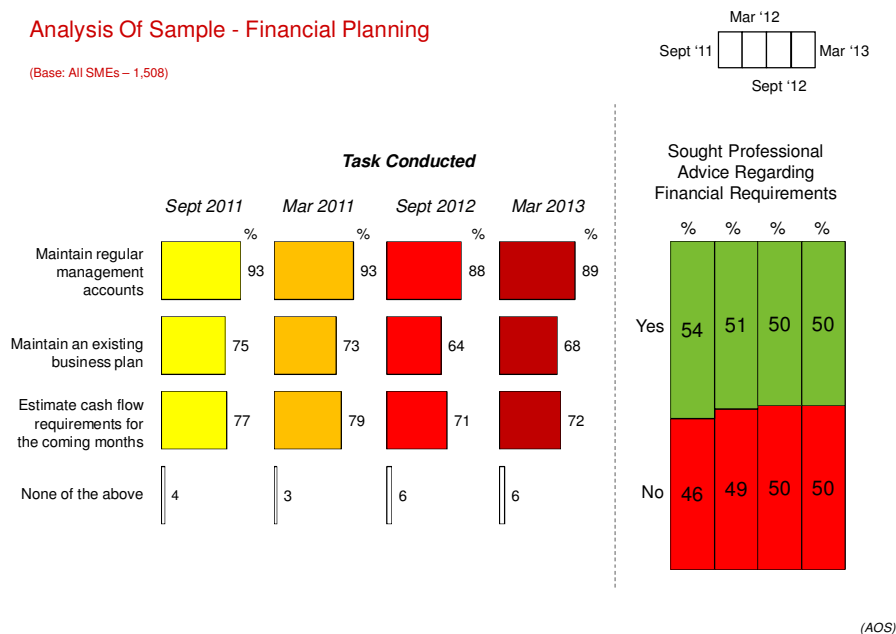 Analysis Of Sample - Financial Planning
(Base: All SMEs – 1,508)
Mar '12
Sept '11
Mar '13
Sept '12
Task Conducted
Sept 2011
Mar 2011
Sept 2012
Mar 2013
% % % %
Maintain regular
management
accounts
93 93 88 89
Maintain an existing
business plan
75 73 64 68
Estimate cash flow
requirements for
the coming months
77 79 71 72
None of the above
4 3 6 6
Sought Professional
Advice Regarding
Financial Requirements
% % % %
Yes
54 51 50 50
No
46 49 50 50
(AOS)